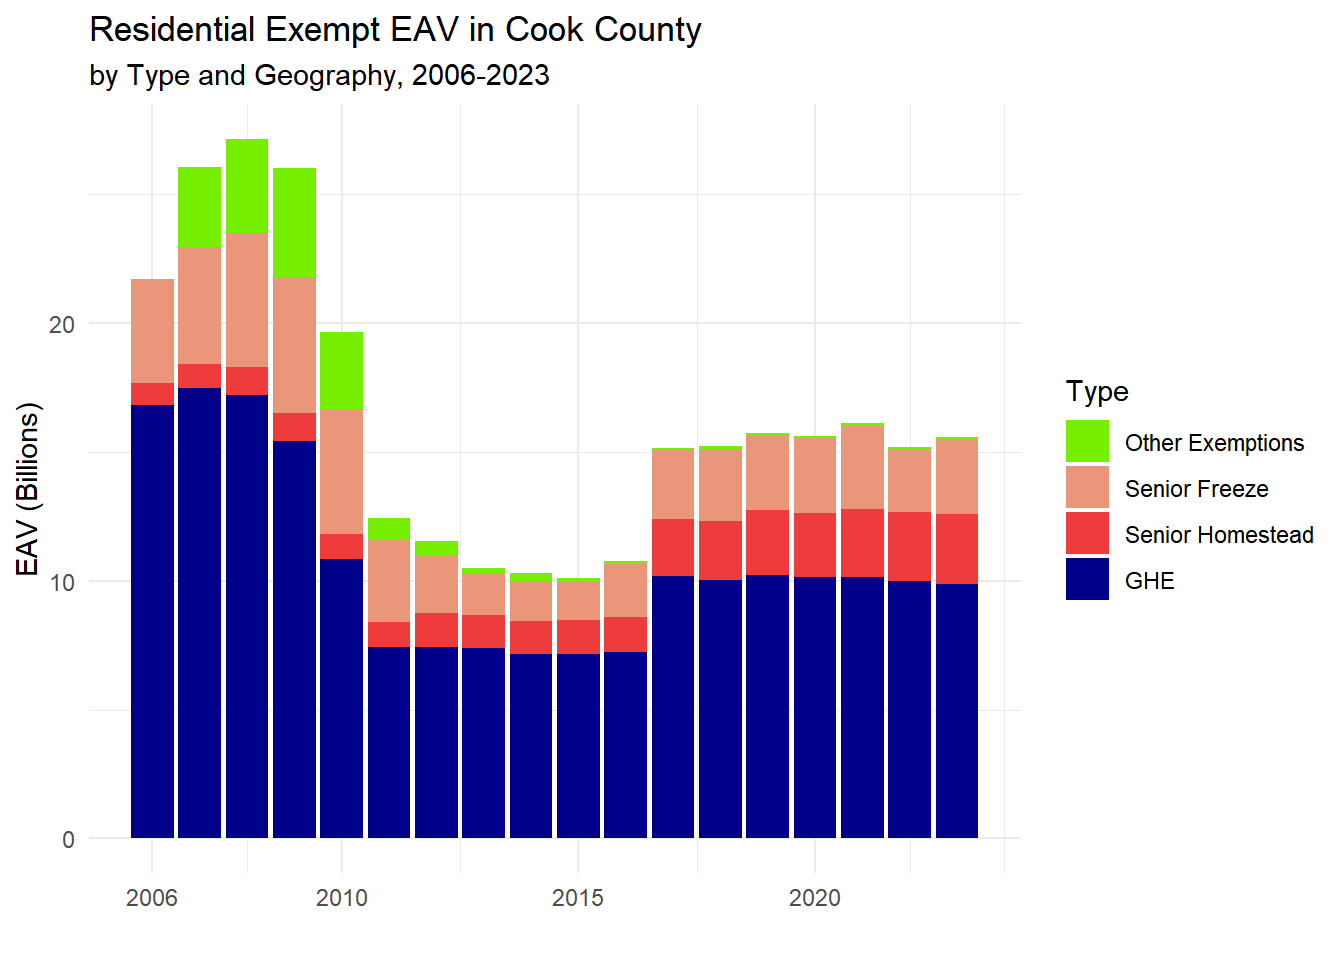 Residential Exempt EAV in Cook County
by Type and Geography, 2006-2023
EAV (Billions)
20
10
0
2006
2010
2015
2020
Type
Other Exemptions
Senior Freeze
Senior Homestead
GHE